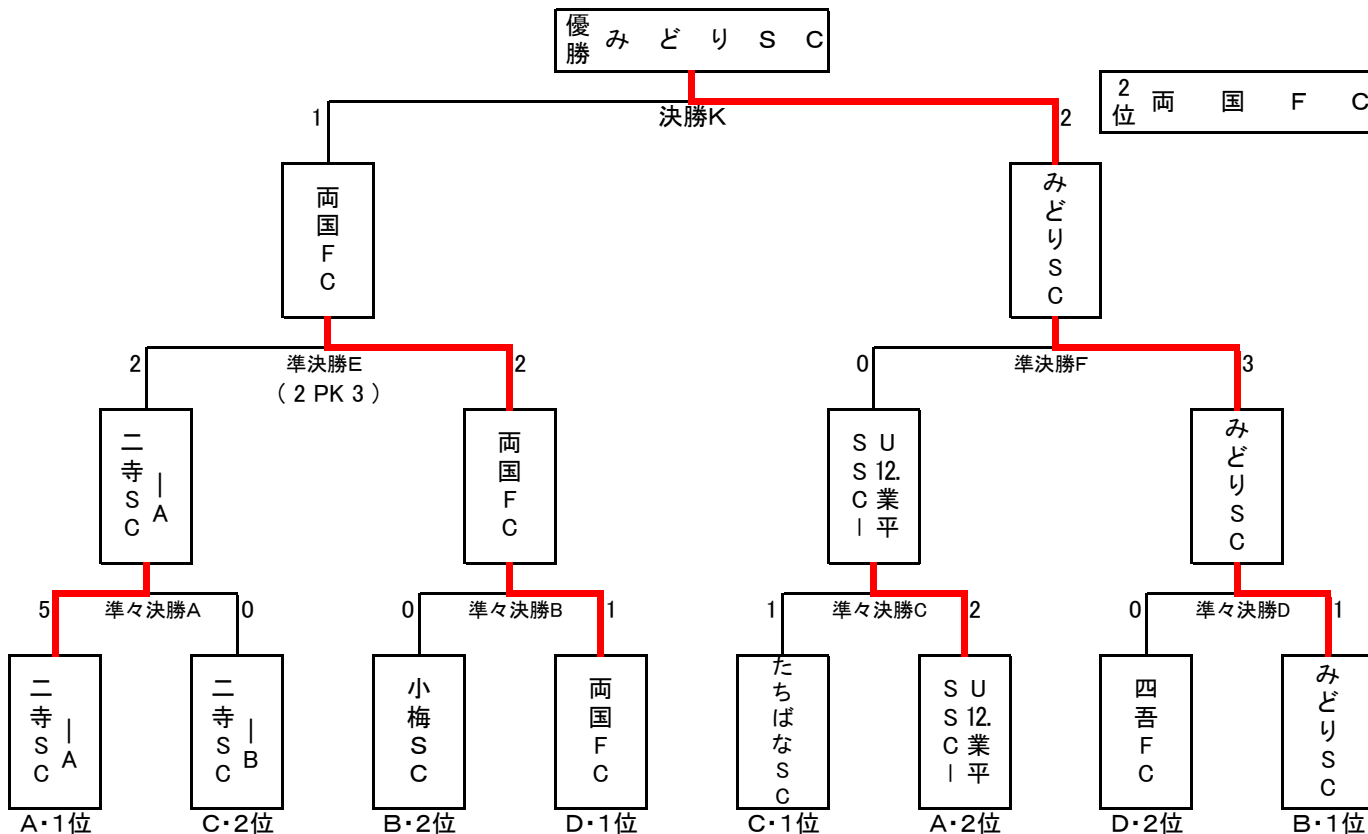 優勝 みどりSC
2位 両国FC
1 決勝K 2
両国FC
みどりSC
2 準決勝E 2
(2 PK 3)
0 準決勝F 3
二寺SC―A
両国FC
U12.業平SSC-
みどりSC
5 準々決勝A 0
0 準々決勝B 1
1 準々決勝C 2
0 準々決勝D 1
二寺SC―A
二寺SC―B
小梅SC
両国FC
たちばなSC
U12.業平SSC-
四吾FC
みどりSC
A・1位
C・2位
B・2位
D・1位
C・1位
A・2位
D・2位
B・1位